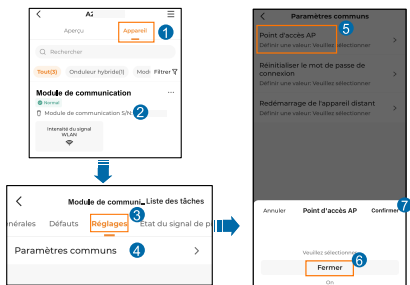 A:
Aperçu
Appareil
1
Rechercher
Tout(3)
Onduleur hybride(1)
Mod
Filtrer
Module de communication
Normal
Module de communication S/N
2
Intensité du signal
WLAN
Module de communi... Liste des tâches
3
nérales
Défauts
Réglages
État du signal de p
Paramètres communs
4
Paramètres communs
5
Point d'accès AP
Définir une valeur: Veuillez sélectionner
Réinitialiser le mot de passe de
connexion
Définir une valeur: Veuillez sélectionner
Redémarrage de l'appareil distant
Définir une valeur: Veuillez sélectionner
7
Annuler
Point d'accès AP
Confirmer
Veuillez sélectionner
6
Fermer
On